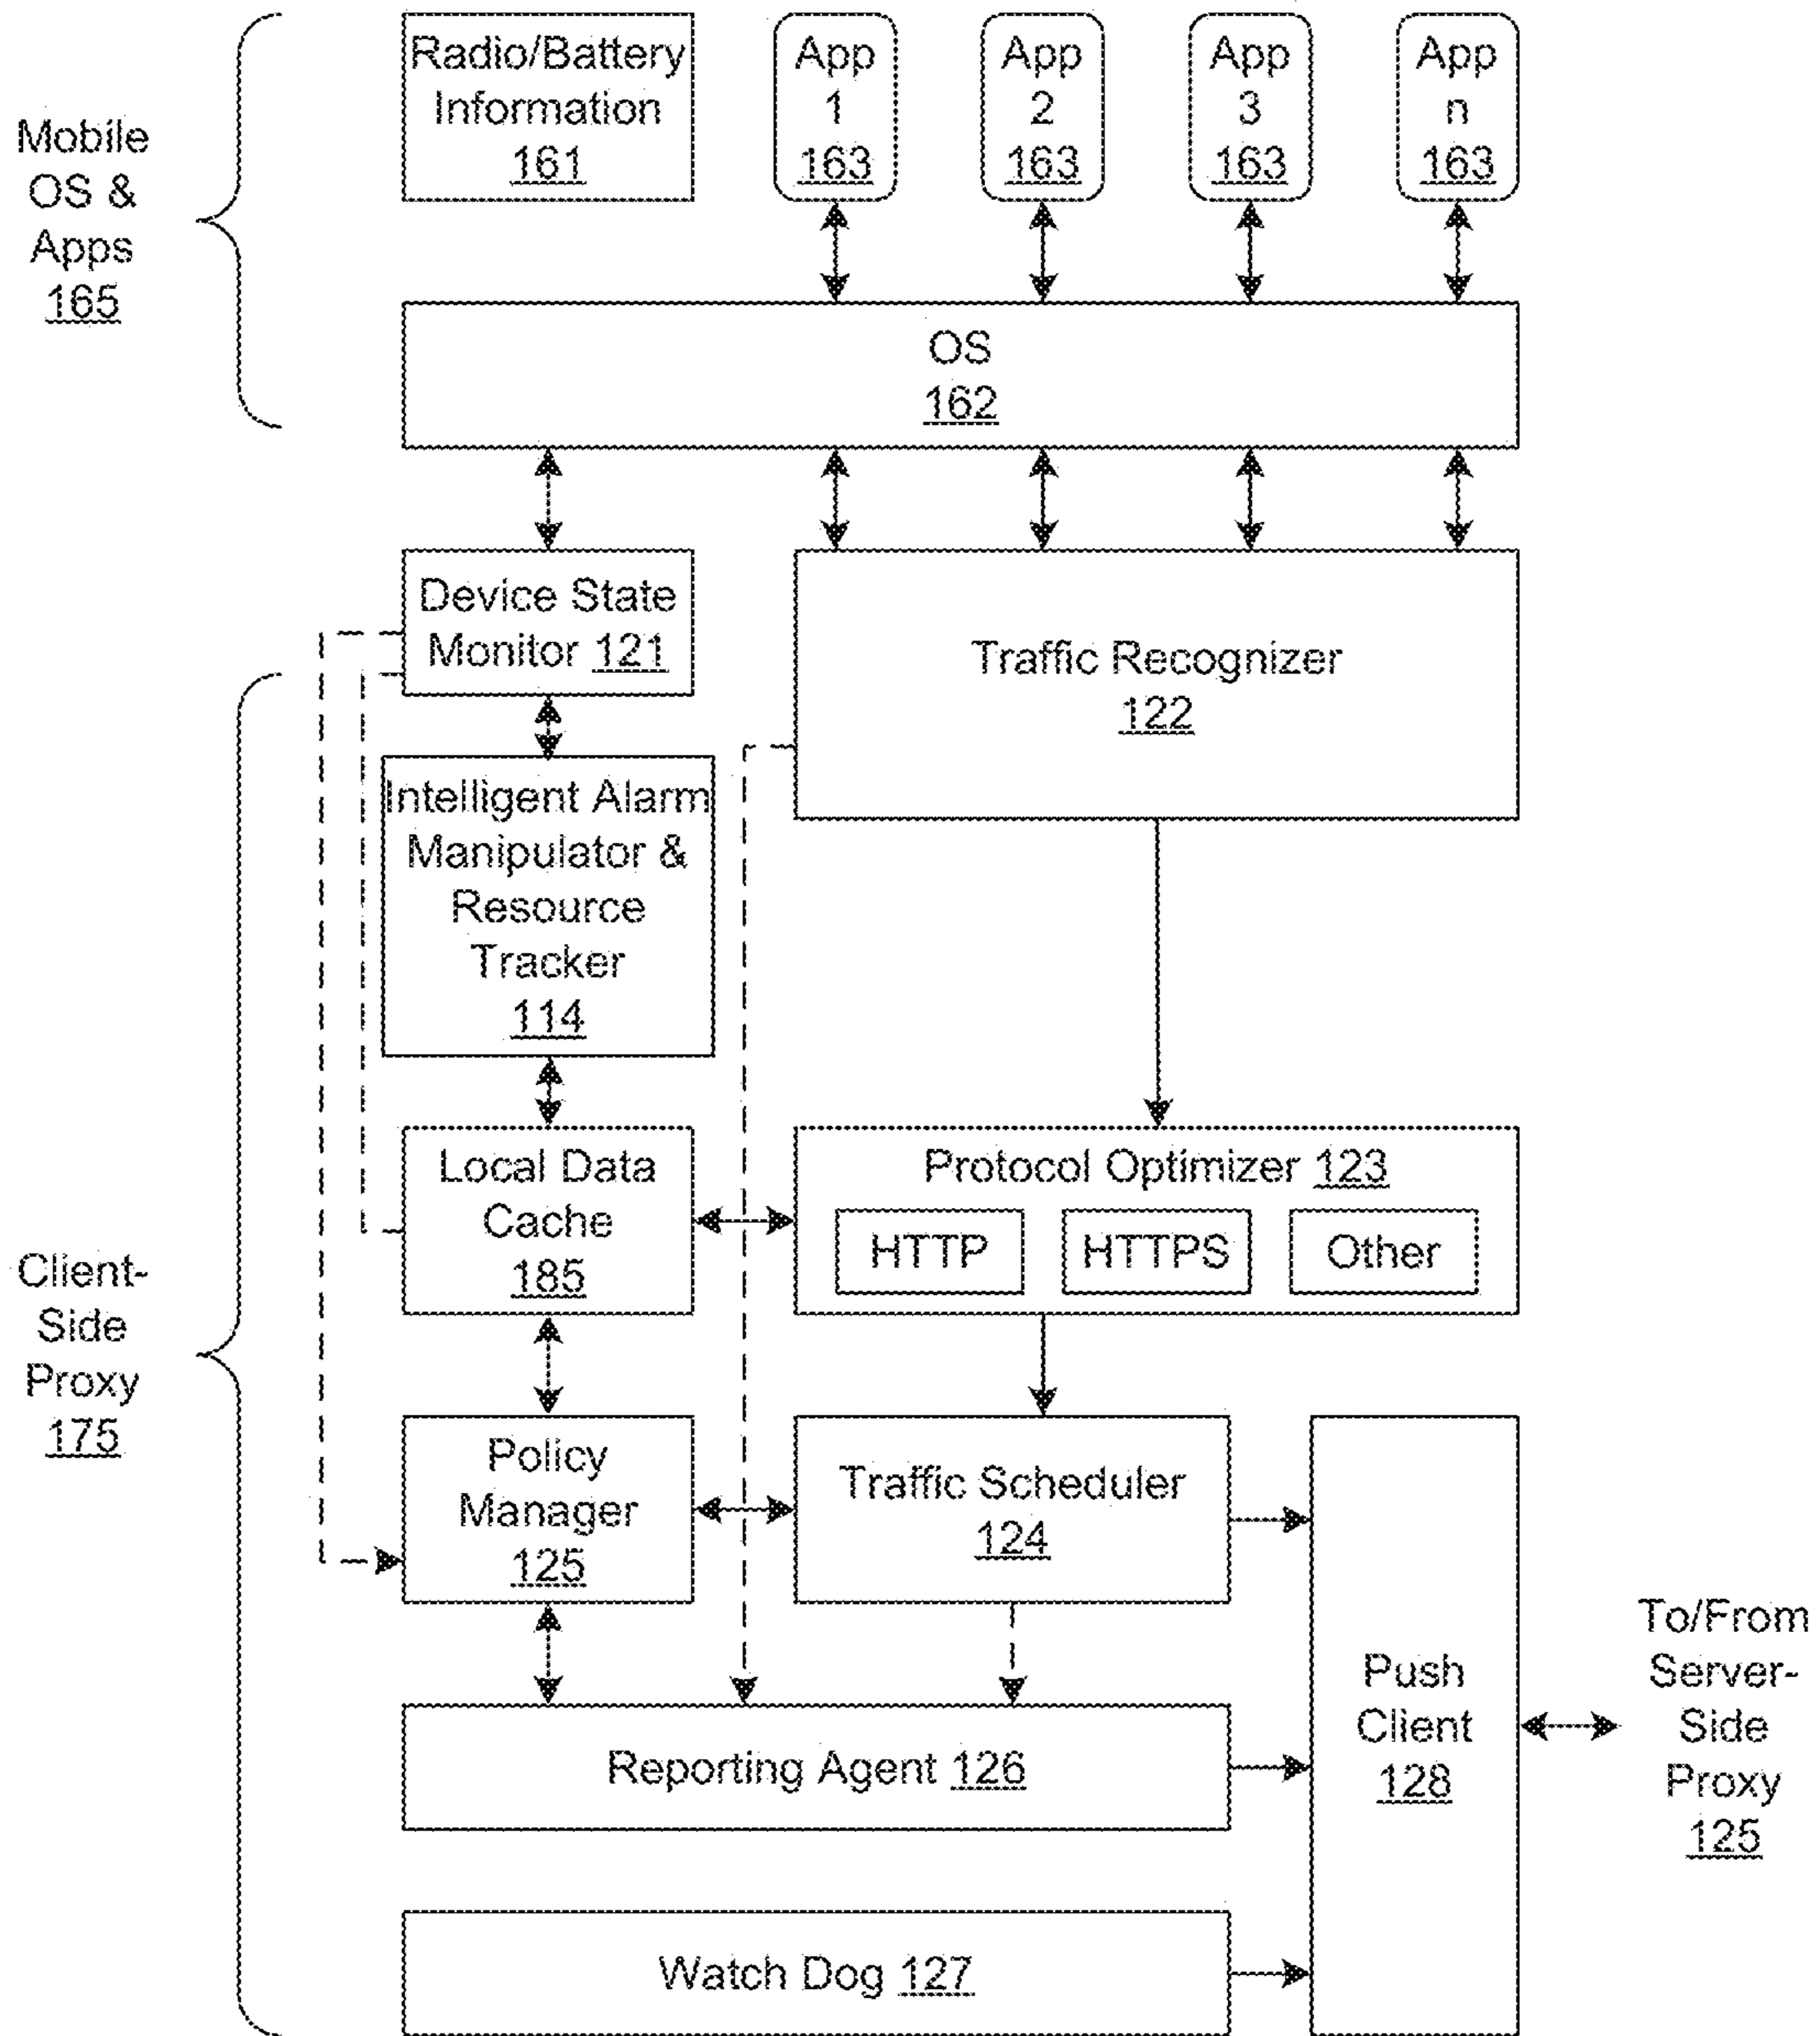 Mobile
OS &
Apps
165
Radio/Battery
Information
161
App
1
163
App
2
163
App
3
163
App
n
163
OS
162
Device State
Monitor 121
Traffic Recognizer
122
Intelligent Alarm
Manipulator &
Resource
Tracker
114
Client-
Side
Proxy
175
Local Data
Cache
185
Protocol Optimizer 123
HTTP
HTTPS
Other
Policy
Manager
125
Traffic Scheduler
124
Push
Client
128
To/From
Server-
Side
Proxy
125
Reporting Agent 126
Watch Dog 127